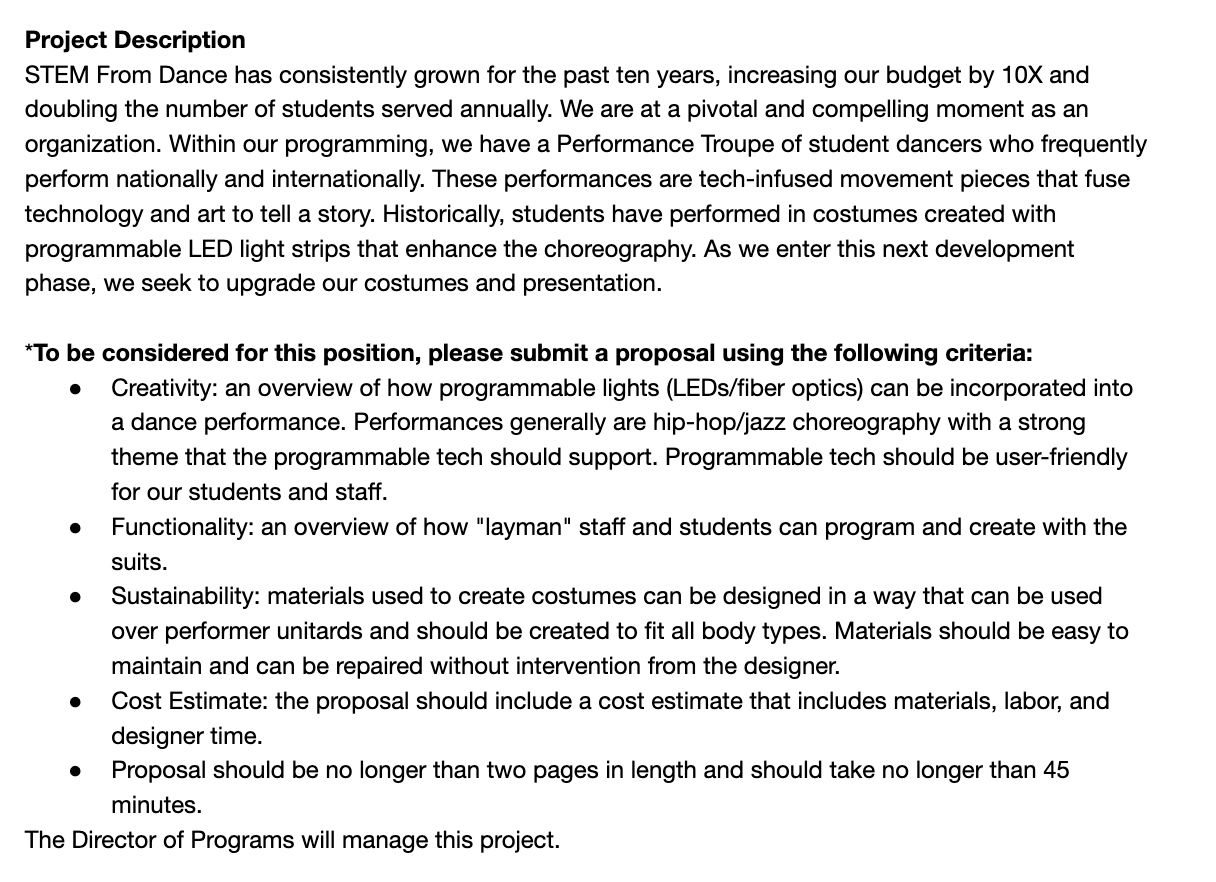 Project Description
STEM From Dance has consistently grown for the past ten years, increasing our budget by 10X and
doubling the number of students served annually. We are at a pivotal and compelling moment as an
organization. Within our programming, we have a Performance Troupe of student dancers who frequently
perform nationally and internationally. These performances are tech-infused movement pieces that fuse
technology and art to tell a story. Historically, students have performed in costumes created with
programmable LED light strips that enhance the choreography. As we enter this next development
phase, we seek to upgrade our costumes and presentation.
*To be considered for this position, please submit a proposal using the following criteria:
● Creativity: an overview of how programmable lights (LEDs/fiber optics) can be incorporated into
a dance performance. Performances generally are hip-hop/jazz choreography with a strong
theme that the programmable tech should support. Programmable tech should be user-friendly
for our students and staff.
● Functionality: an overview of how "layman" staff and students can program and create with the
suits.
● Sustainability: materials used to create costumes can be designed in a way that can be used
over performer unitards and should be created to fit all body types. Materials should be easy to
maintain and can be repaired without intervention from the designer.
● Cost Estimate: the proposal should include a cost estimate that includes materials, labor, and
designer time.
● Proposal should be no longer than two pages in length and should take no longer than 45
minutes.
The Director of Programs will manage this project.